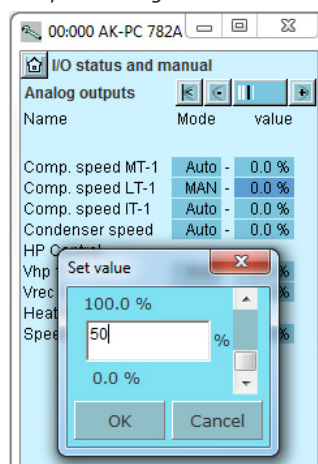 00:000 AK-PC 782A
I/O status and manual
Analog outputs
Name Mode value
Comp. speed MT-1 Auto - 0.0 %
Comp. speed LT-1 MAN - 0.0 %
Comp. speed IT-1 Auto - 0.0 %
Condenser speed Auto - 0.0 %
HP Control
Vhp %
Vrec %
Heat
Spee %
Set value
100.0 %
50 %
0.0 %
OK Cancel